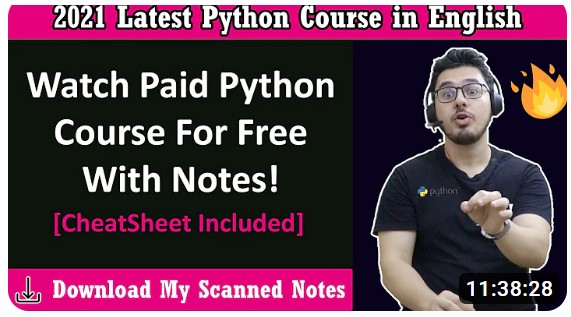 2021 Latest Python Course in English
Watch Paid Python
Course For Free
With Notes!
[CheatSheet Included]
python
Download My Scanned Notes
11:38:28